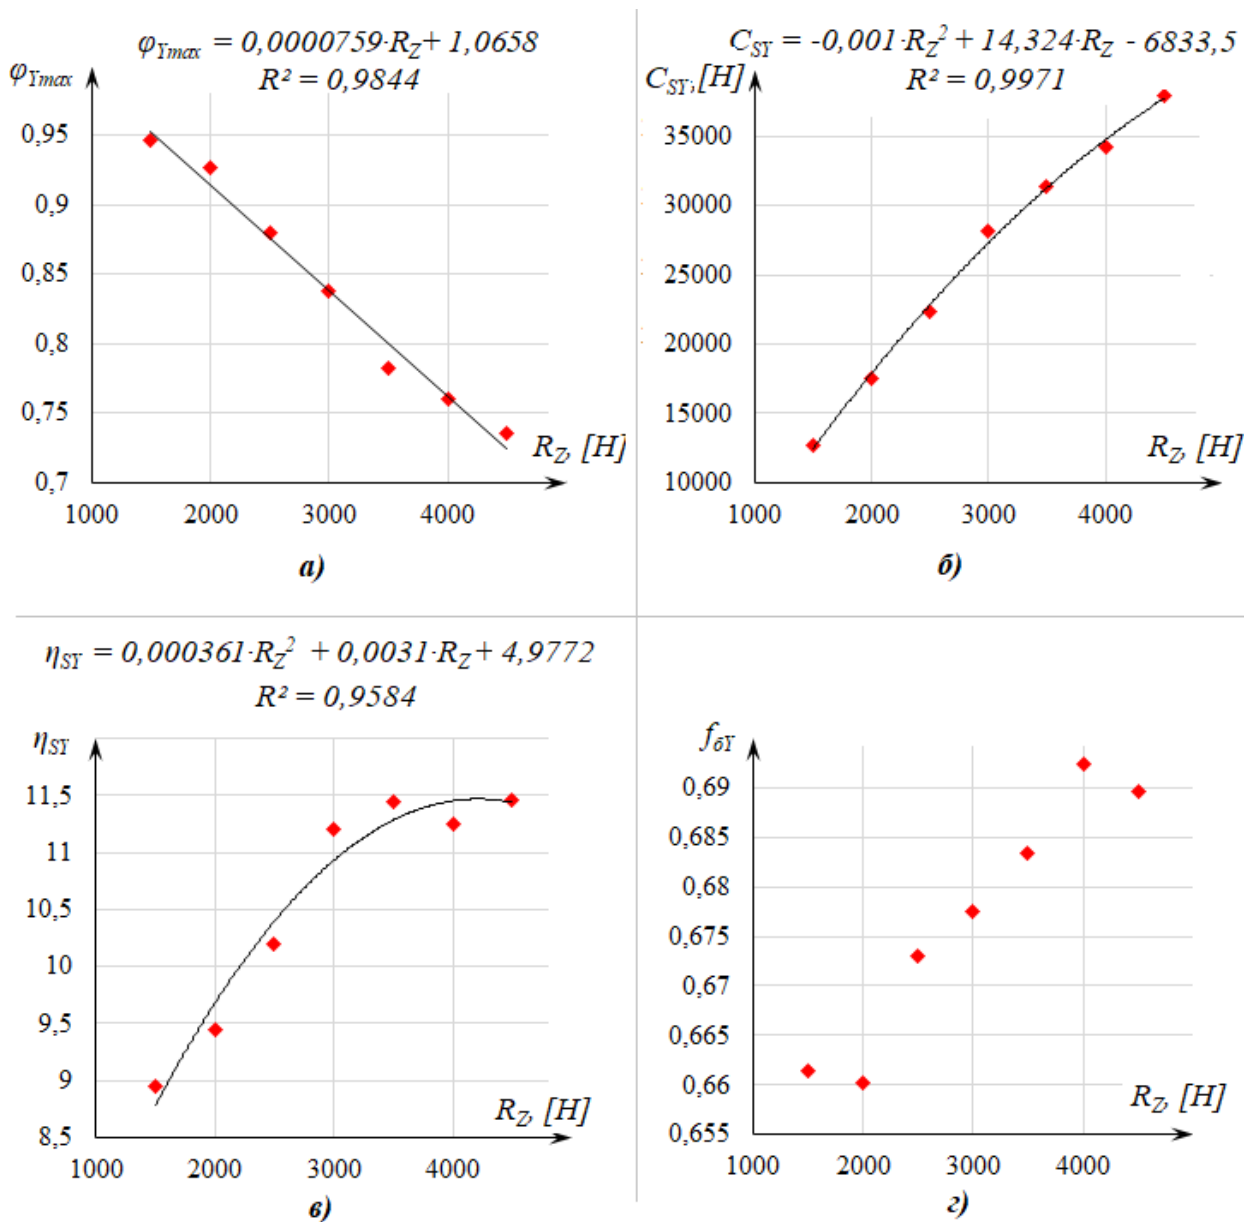 φYmax = 0,0000759·RZ+ 1,0658
R² = 0,9844
φYmax
0,95
0,9
0,85
0,8
0,75
0,7
RZ, [H]
1000 2000 3000 4000
а)
CSY = -0,001·RZ² + 14,324·RZ - 6833,5
R² = 0,9971
CSY, [H]
35000
30000
25000
20000
15000
10000
RZ, [H]
1000 2000 3000 4000
б)
ηSY = 0,000361·RZ² + 0,0031·RZ + 4,9772
R² = 0,9584
ηSY
11,5
11
10,5
10
9,5
9
8,5
RZ, [H]
1000 2000 3000 4000
в)
fбY
0,69
0,685
0,68
0,675
0,67
0,665
0,66
0,655
RZ, [H]
1000 2000 3000 4000
г)